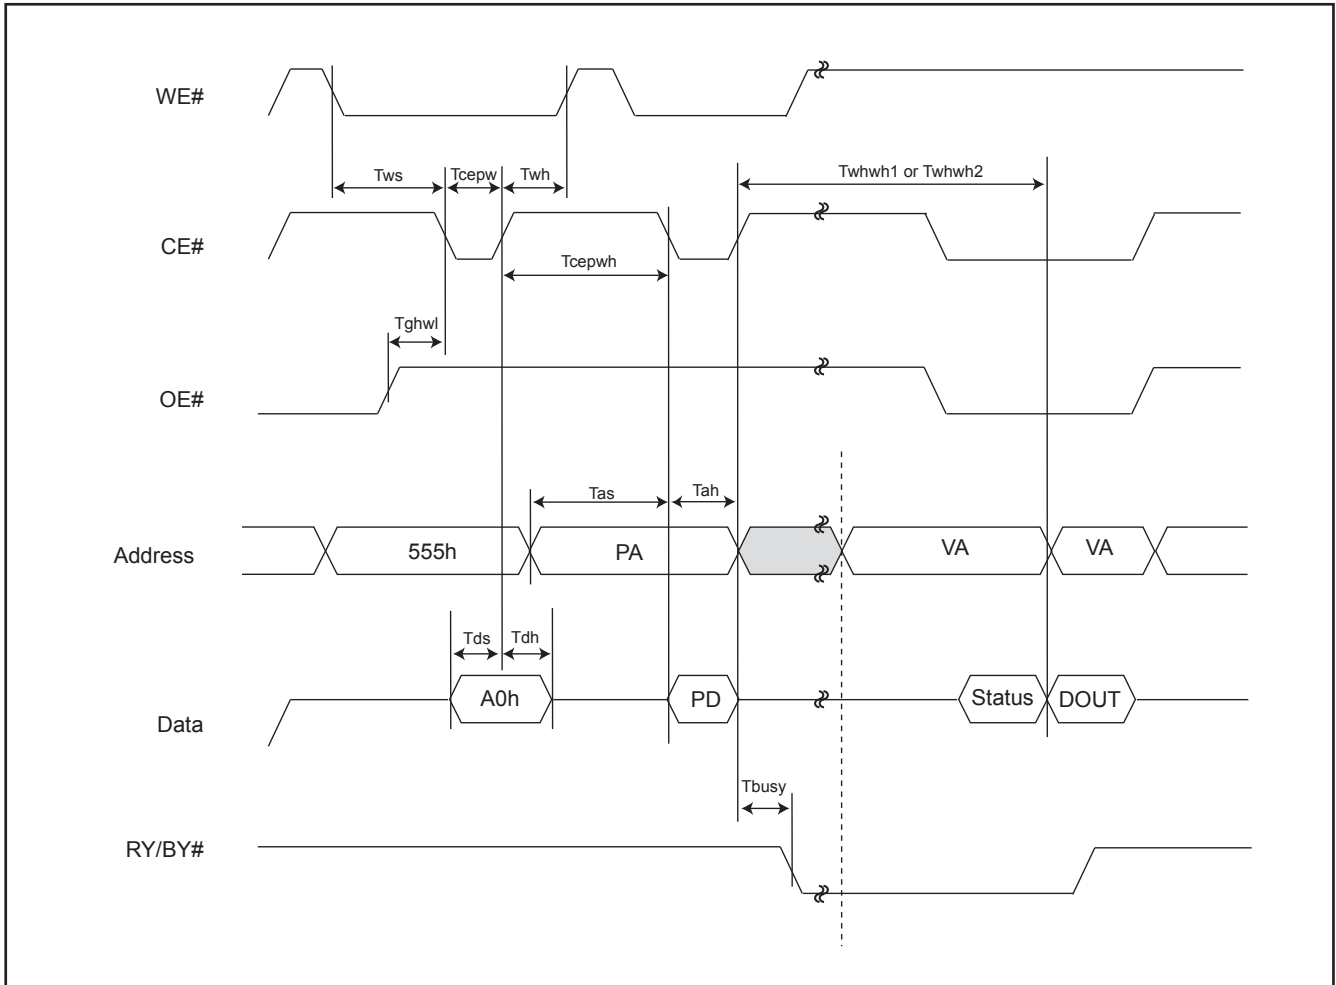 WE#
Tws
Tcepw
Twh
Twhwh1 or Twhwh2
CE#
Tcepwh
Tghwl
OE#
Tas
Tah
Address
555h
PA
VA
VA
Tds
Tdh
Data
A0h
PD
Status
DOUT
Tbusy
RY/BY#